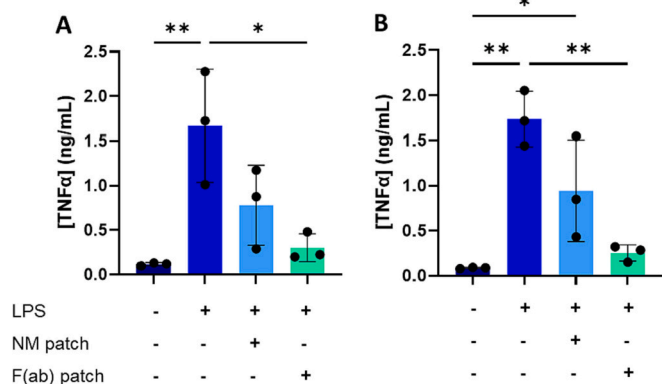 A
** *
[TNFα] (ng/mL)
2.5
2.0
1.5
1.0
0.5
0.0
B
*
** **
[TNFα] (ng/mL)
2.5
2.0
1.5
1.0
0.5
0.0
LPS - + + + - + + +
NM patch - - + - - - + -
F(ab) patch - - - + - - - +